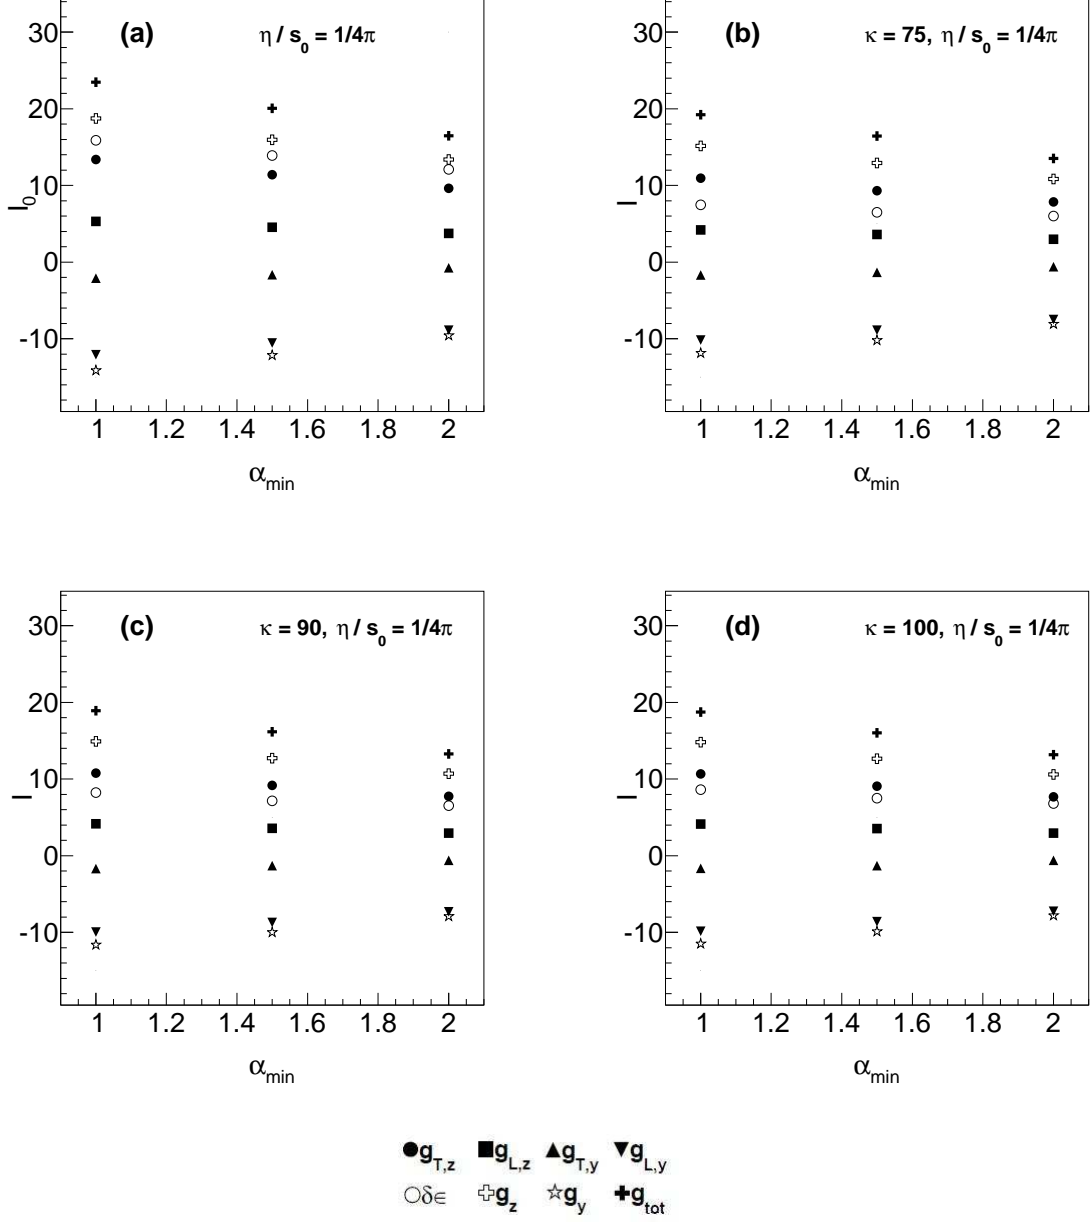 (a) η / s0 = 1/4π
30
20
10
0
-10
I0
1 1.2 1.4 1.6 1.8 2
αmin
(b) κ = 75, η / s0 = 1/4π
30
20
10
0
-10
I
1 1.2 1.4 1.6 1.8 2
αmin
(c) κ = 90, η / s0 = 1/4π
30
20
10
0
-10
I
1 1.2 1.4 1.6 1.8 2
αmin
(d) κ = 100, η / s0 = 1/4π
30
20
10
0
-10
I
1 1.2 1.4 1.6 1.8 2
αmin
gT,z gL,z gT,y gL,y
δϵ gz gy gtot